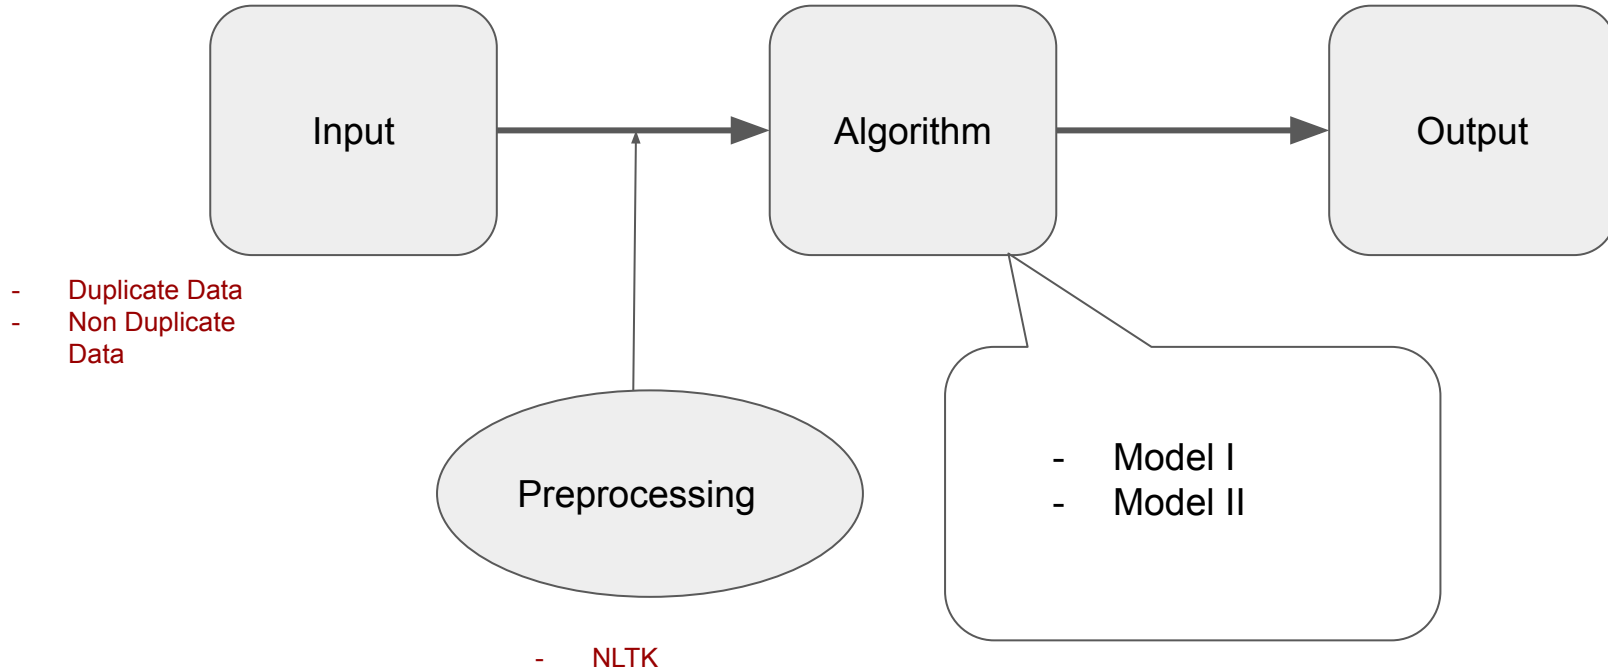 Input
Algorithm
Output
- Duplicate Data
- Non Duplicate
Data
Preprocessing
- NLTK
- Model I
- Model II